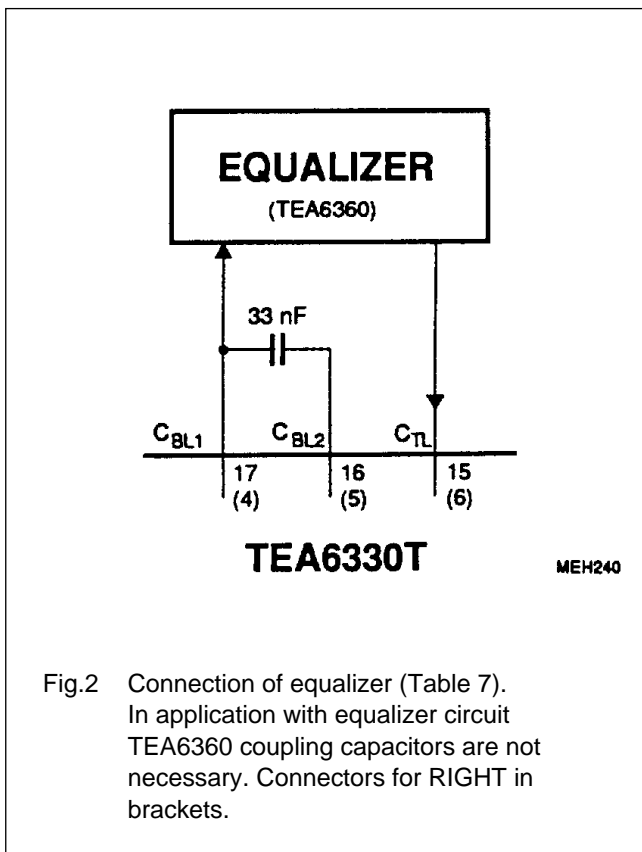 EQUALIZER
(TEA6360)
33 nF
C_BL1 C_BL2 C_TL
17 16 15
(4) (5) (6)
TEA6330T
MEH240
Fig.2 Connection of equalizer (Table 7).
In application with equalizer circuit
TEA6360 coupling capacitors are not
necessary. Connectors for RIGHT in
brackets.